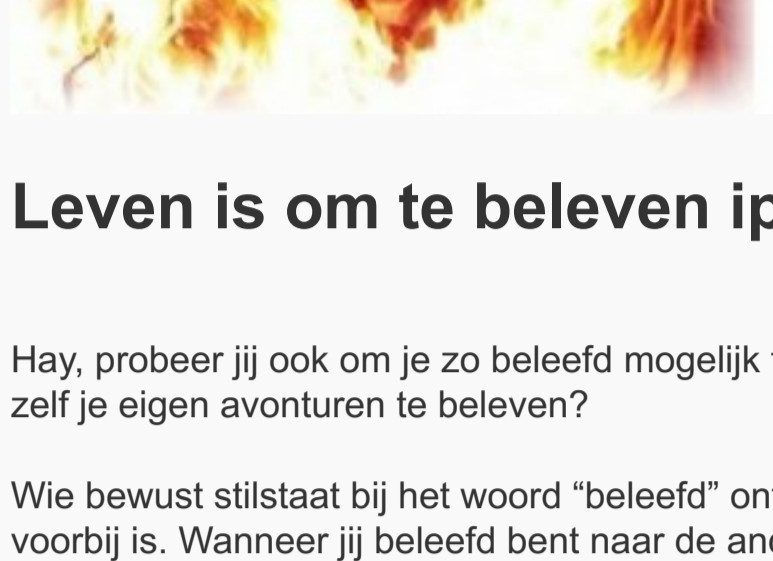 Leven is om te beleven
Hay, probeer jij ook om je zo beleefd mogelijk
zelf je eigen avonturen te beleven?
Wie bewust stilstaat bij het woord “beleefd”
voorbij is. Wanneer jij beleefd bent naar de